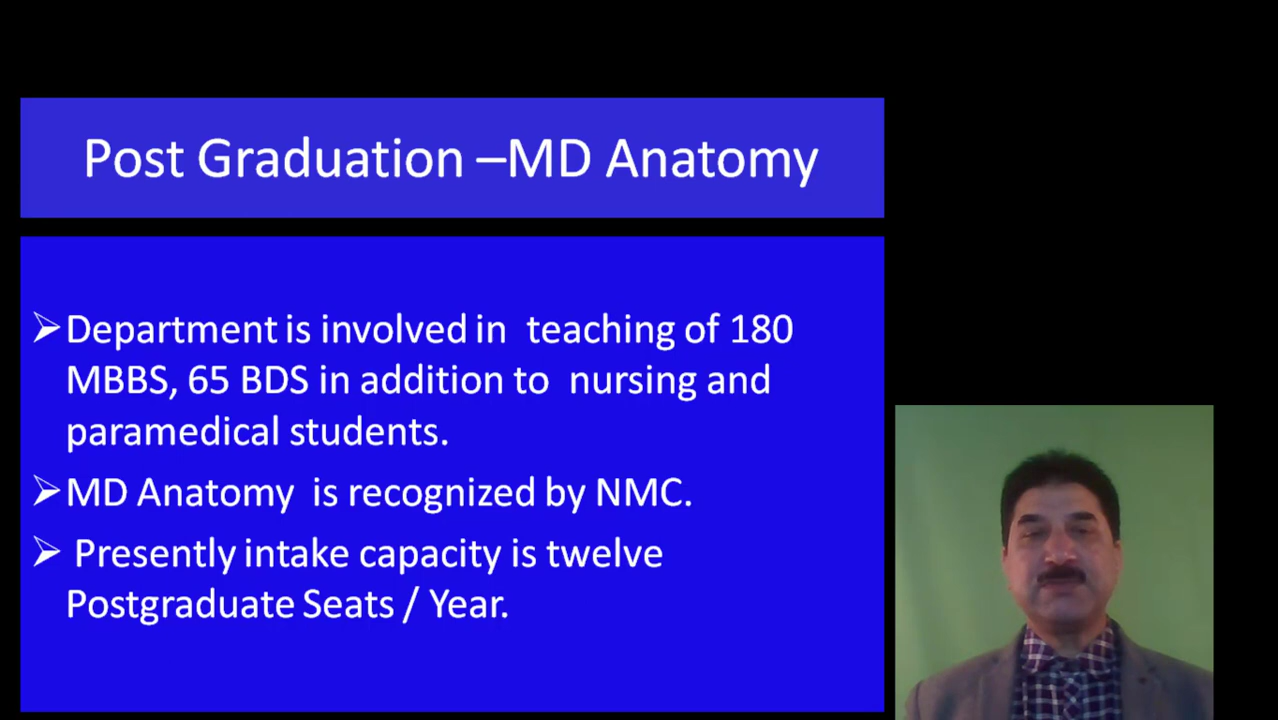 Post Graduation –MD Anatomy
➢Department is involved in  teaching of 180
MBBS, 65 BDS in addition to  nursing and
paramedical students.
➢MD Anatomy  is recognized by NMC.
➢ Presently intake capacity is twelve
Postgraduate Seats / Year.